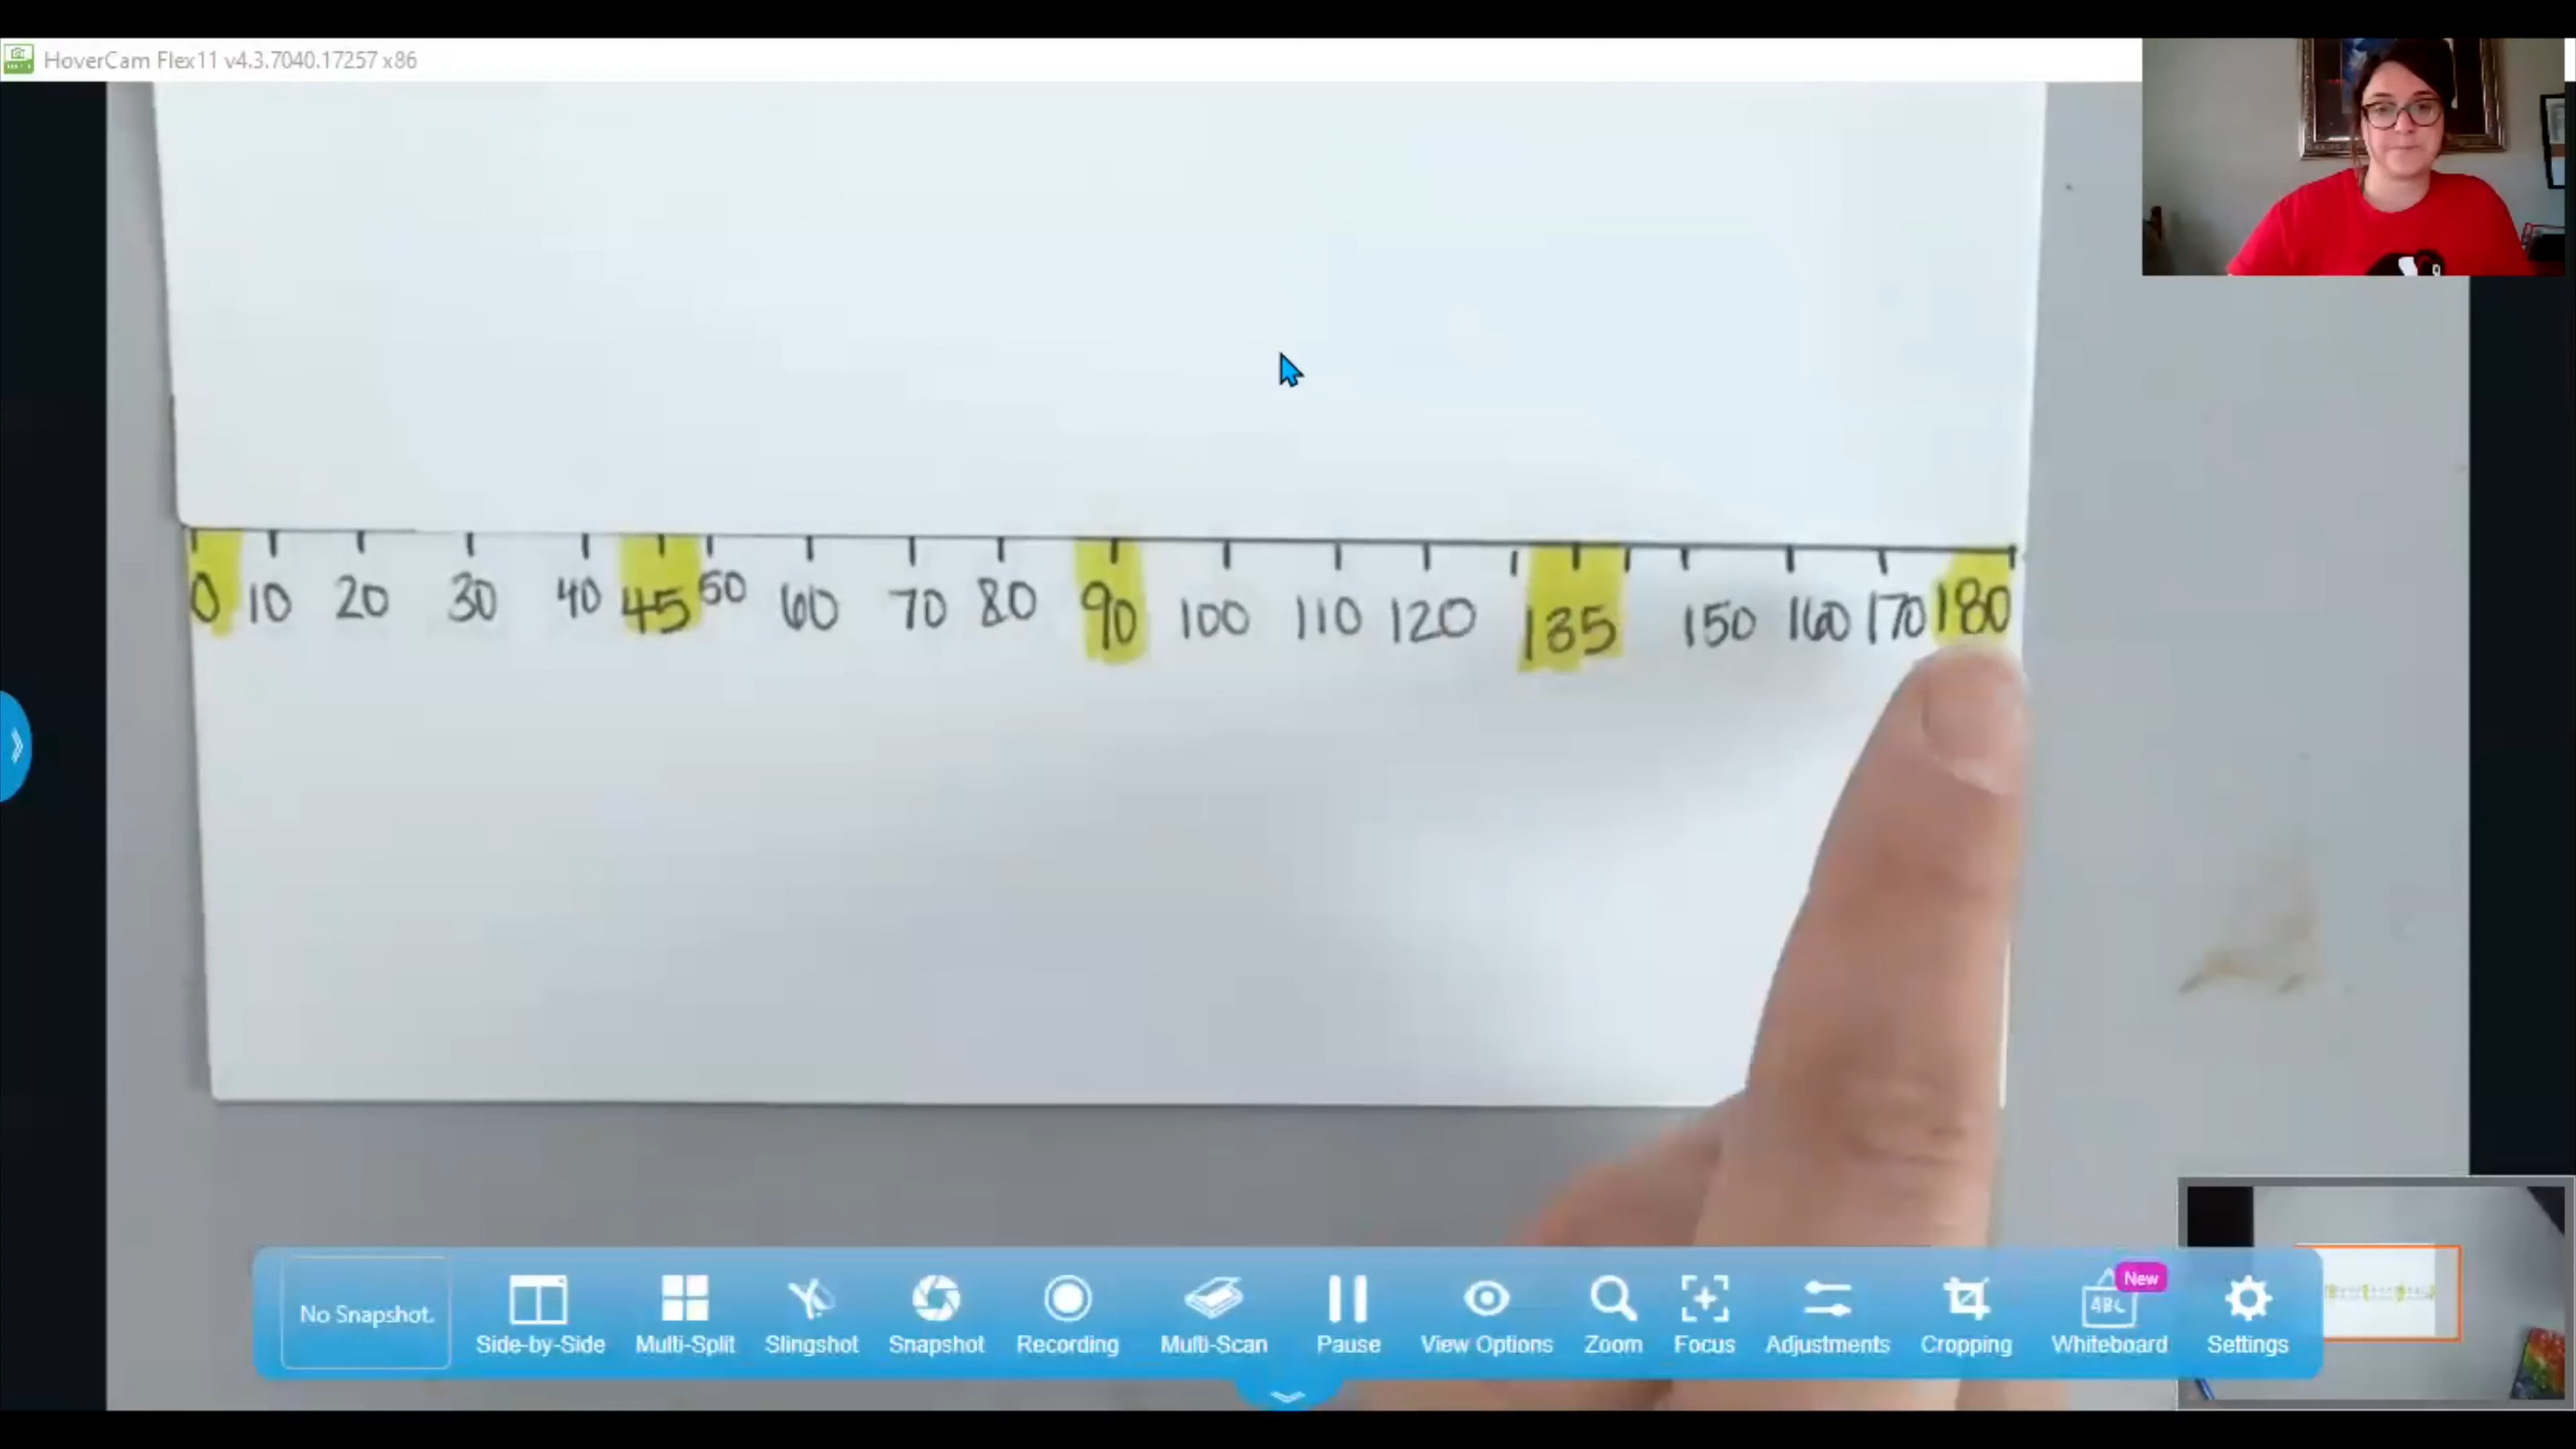 HoverCam Flex11 v4.3.7040.17257 x86
0 10 20 30 40 45 50 60 70 80 90 100 110 120 135 150 160 170 180
No Snapshot.
Side-by-Side Multi-Split Slingshot Snapshot Recording Multi-Scan Pause View Options Zoom Focus Adjustments Cropping Whiteboard Settings
New
ABC